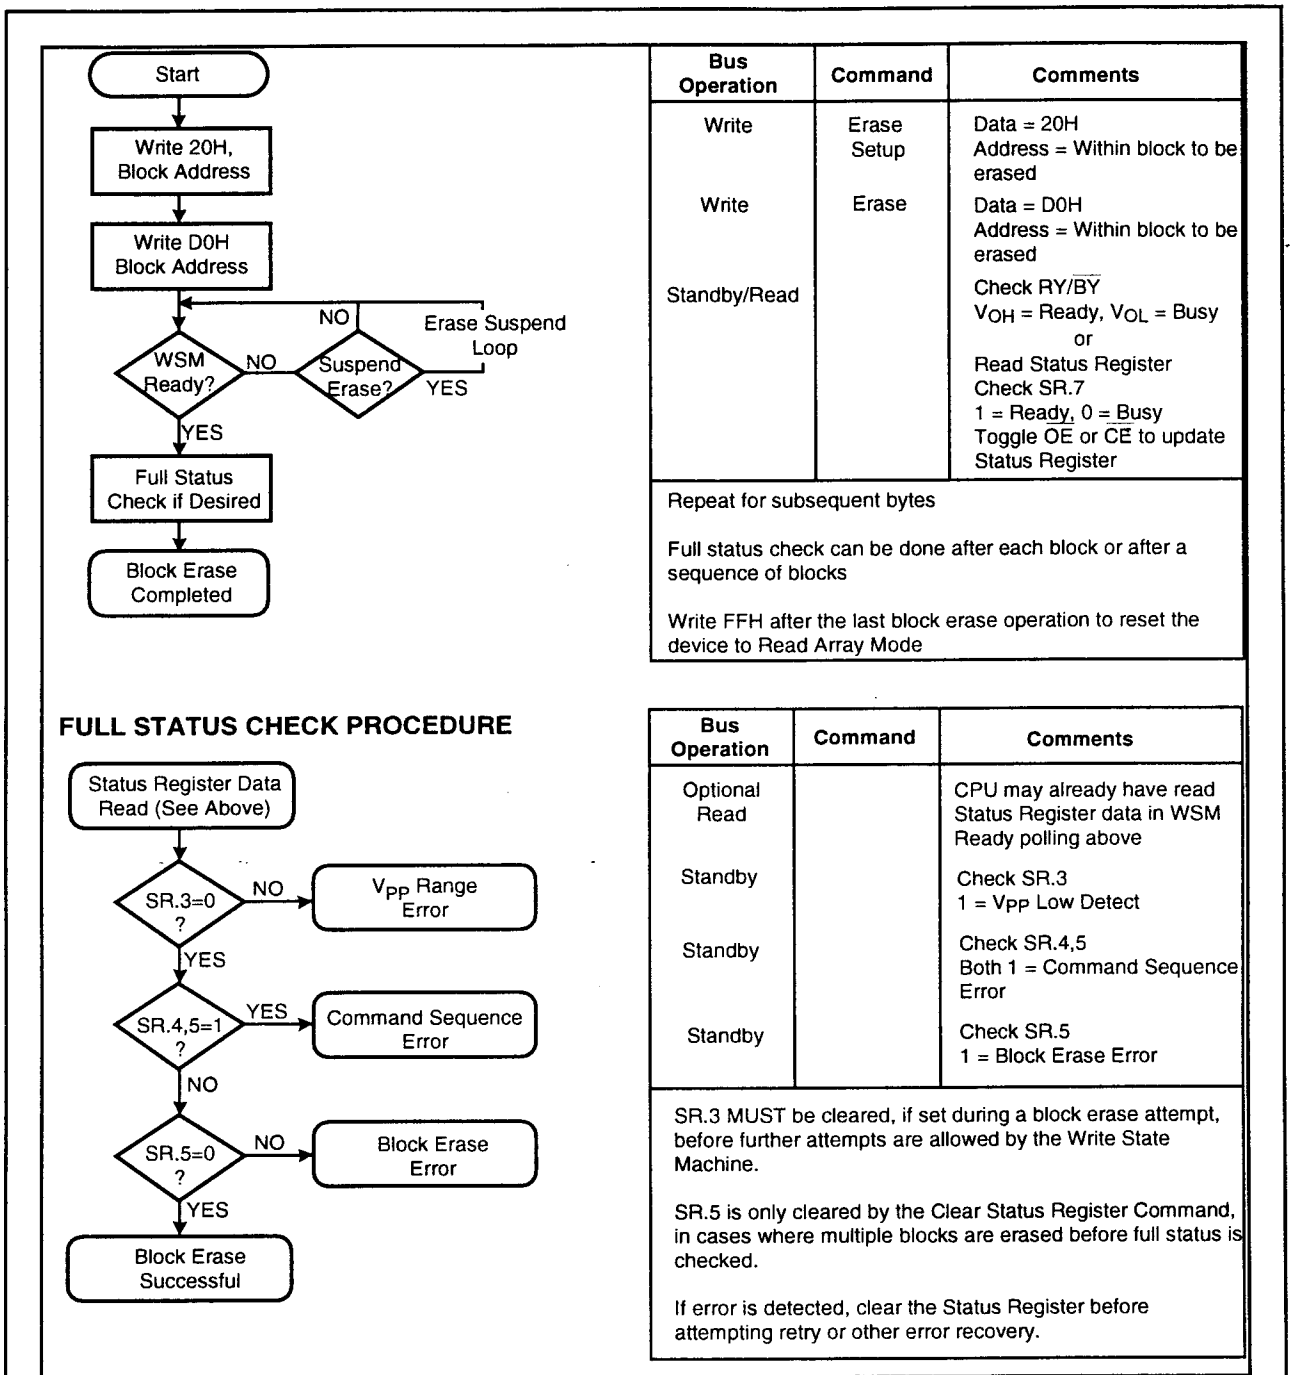 Start
Write 20H,
Block Address
Write D0H
Block Address
NO
Erase Suspend
Loop
WSM
Ready?
NO
Suspend
Erase?
YES
YES
Full Status
Check if Desired
Block Erase
Completed
Bus
Operation
Command
Comments
Write
Erase
Setup
Data = 20H
Address = Within block to be
erased
Write
Erase
Data = D0H
Address = Within block to be
erased
Standby/Read
Check RY/B̅Y̅
VOH = Ready, VOL = Busy
or
Read Status Register
Check SR.7
1 = Ready, 0 = Busy
Toggle O̅E̅ or C̅E̅ to update
Status Register
Repeat for subsequent bytes
Full status check can be done after each block or after a
sequence of blocks
Write FFH after the last block erase operation to reset the
device to Read Array Mode
FULL STATUS CHECK PROCEDURE
Status Register Data
Read (See Above)
SR.3=0
?
NO
VPP Range
Error
YES
SR.4,5=1
?
YES
Command Sequence
Error
NO
SR.5=0
?
NO
Block Erase
Error
YES
Block Erase
Successful
Bus
Operation
Command
Comments
Optional
Read
CPU may already have read
Status Register data in WSM
Ready polling above
Standby
Check SR.3
1 = VPP Low Detect
Standby
Check SR.4,5
Both 1 = Command Sequence
Error
Standby
Check SR.5
1 = Block Erase Error
SR.3 MUST be cleared, if set during a block erase attempt,
before further attempts are allowed by the Write State
Machine.
SR.5 is only cleared by the Clear Status Register Command,
in cases where multiple blocks are erased before full status is
checked.
If error is detected, clear the Status Register before
attempting retry or other error recovery.